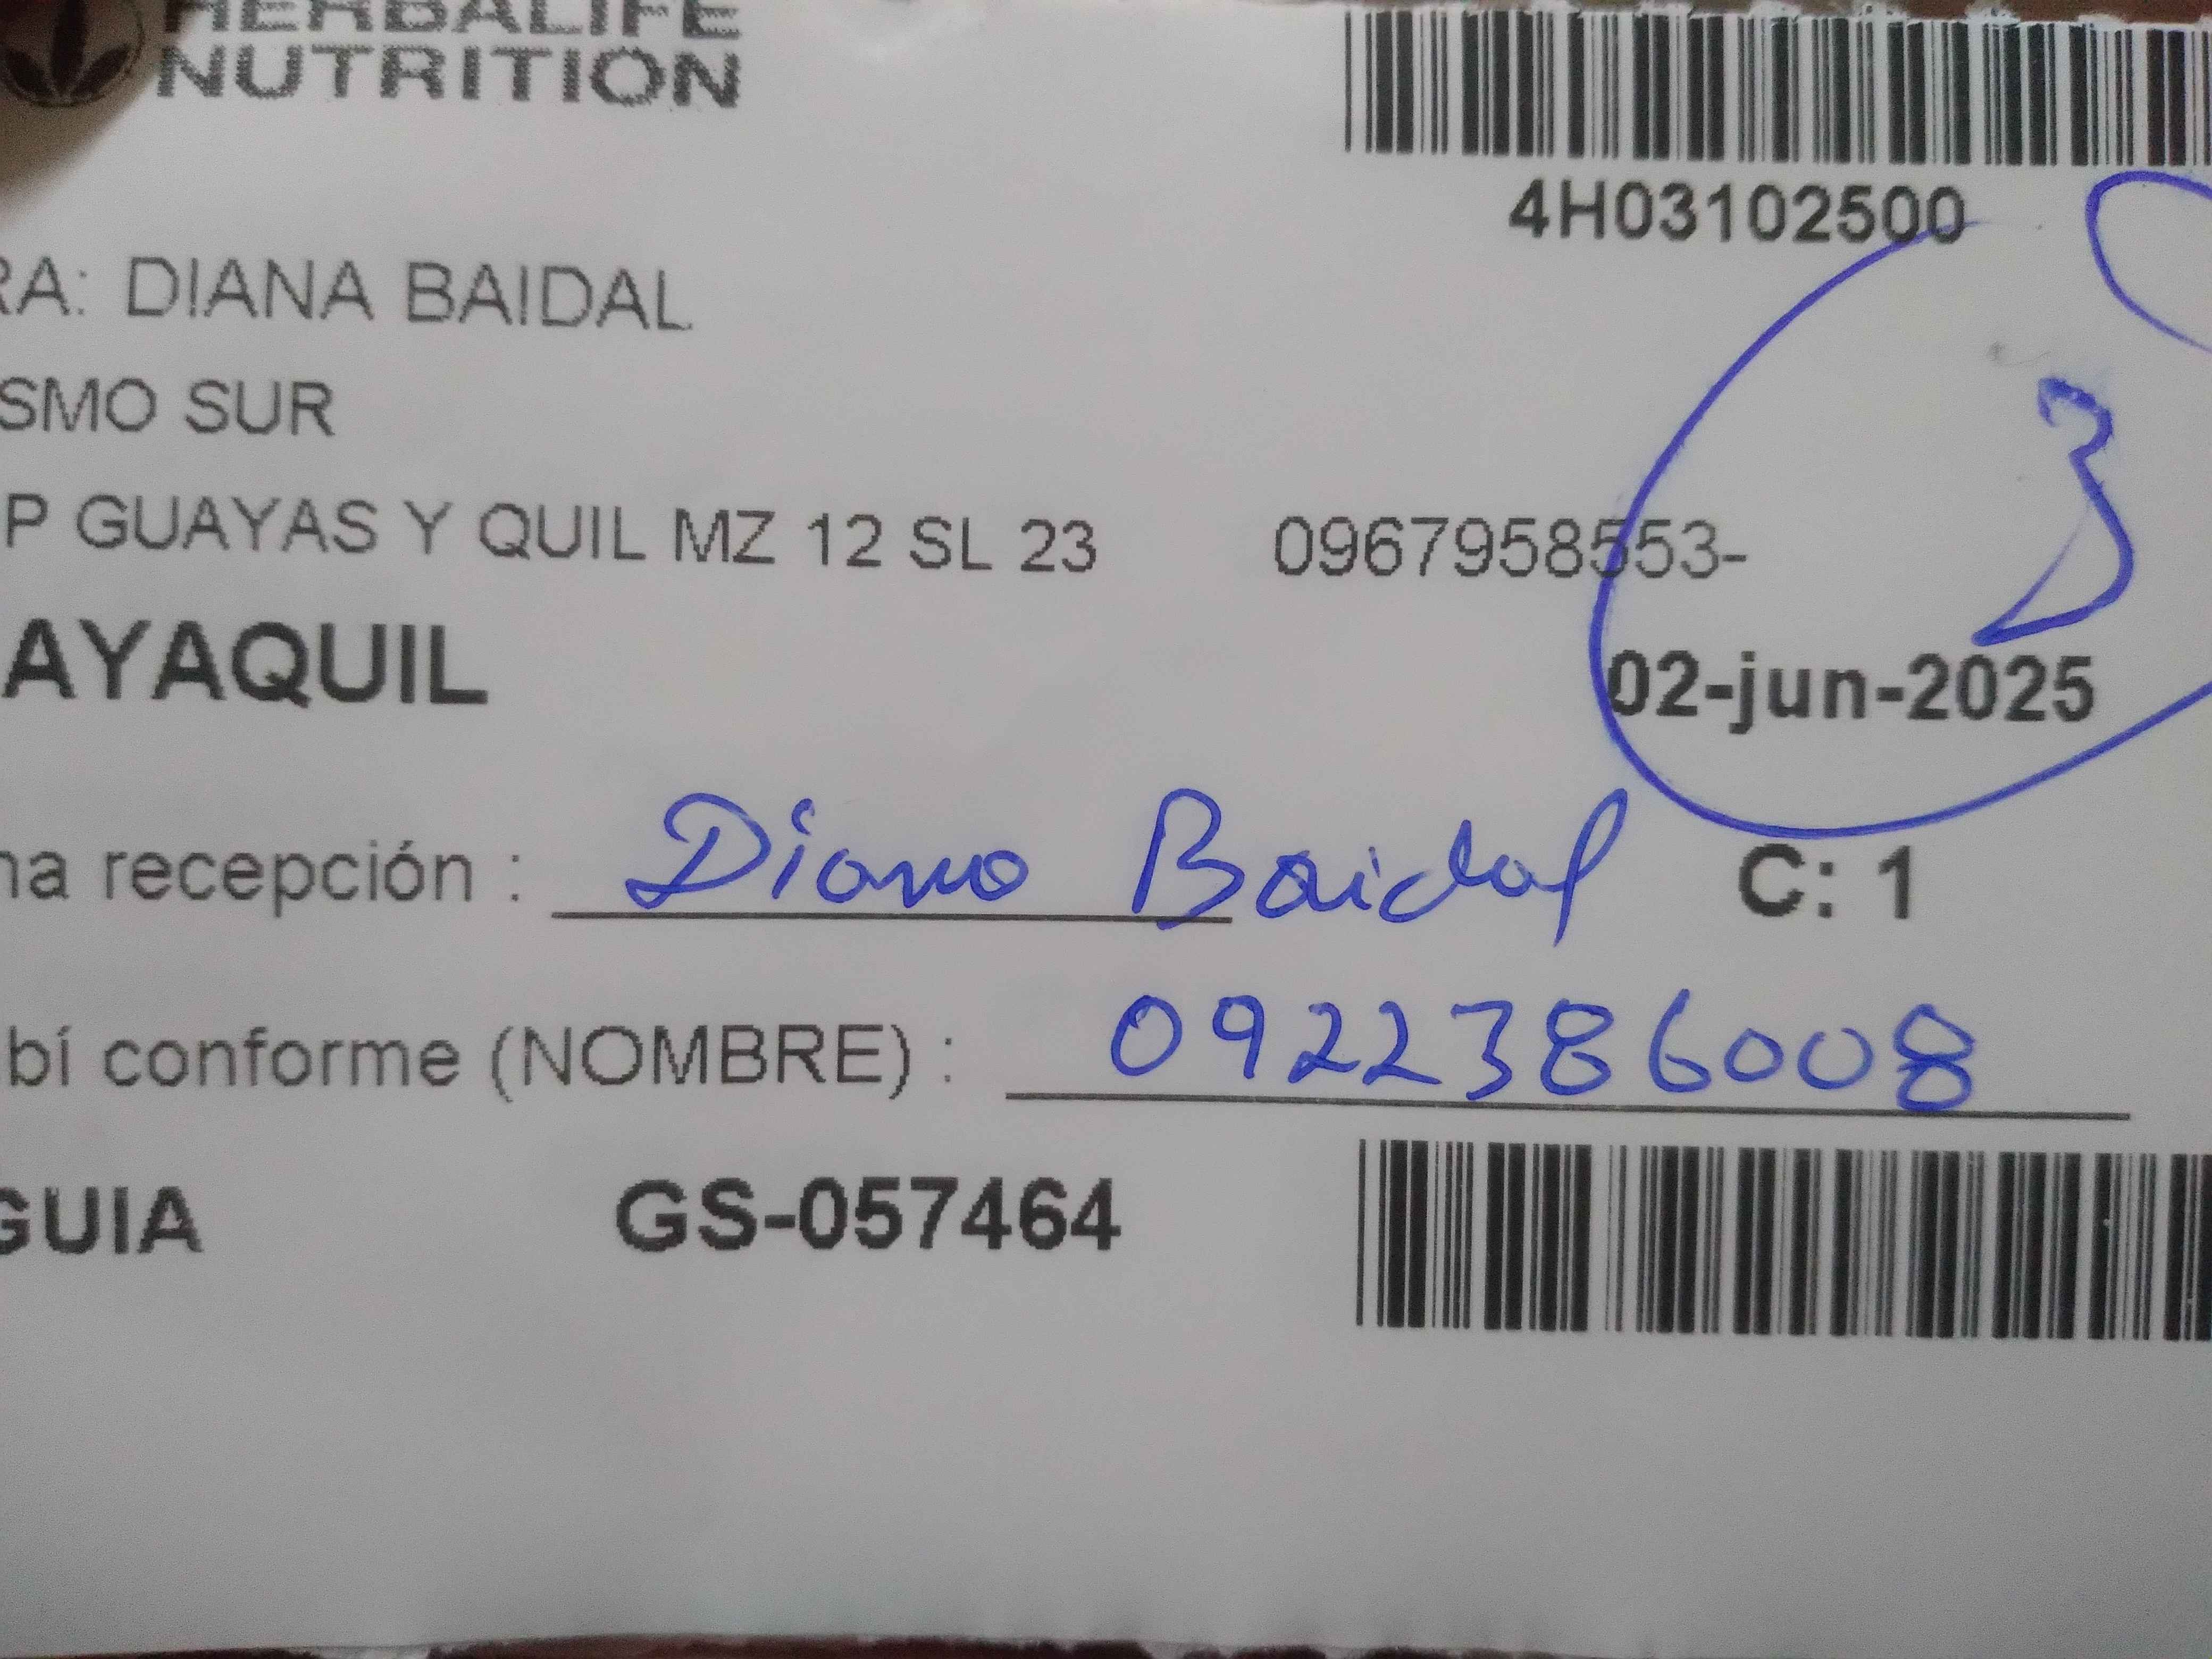 HERBALIFE
NUTRITION
4H03102500
RA: DIANA BAIDAL
SMO SUR
3
P GUAYAS Y QUIL MZ 12 SL 23 0967958553-
AYAQUIL
02-jun-2025
na recepción : Diana Baidal C: 1
bí conforme (NOMBRE) : 0922386008
GUIA GS-057464